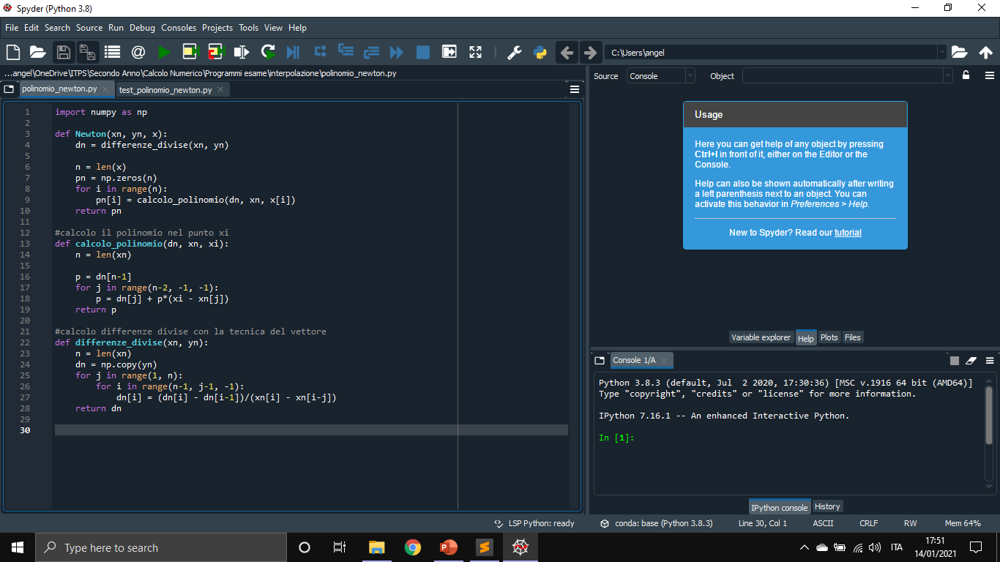 Spyder (Python 3.8)
File Edit Search Source Run Debug Consoles Projects Tools View Help
C:\Users\angel
...angel\OneDrive\ITPS\Secondo Anno\Calcolo Numerico\Programmi esame\interpolazione\polinomio_newton.py
polinomio_newton.py test_polinomio_newton.py
1 import numpy as np
2
3 def Newton(xn, yn, x):
4 dn = differenze_divise(xn, yn)
5
6 n = len(x)
7 pn = np.zeros(n)
8 for i in range(n):
9 pn[i] = calcolo_polinomio(dn, xn, x[i])
10 return pn
11
12 #calcolo il polinomio nel punto xi
13 def calcolo_polinomio(dn, xn, xi):
14 n = len(xn)
15
16 p = dn[n-1]
17 for j in range(n-2, -1, -1):
18 p = dn[j] + p*(xi - xn[j])
19 return p
20
21 #calcolo differenze divise con la tecnica del vettore
22 def differenze_divise(xn, yn):
23 n = len(xn)
24 dn = np.copy(yn)
25 for j in range(1, n):
26 for i in range(n-1, j-1, -1):
27 dn[i] = (dn[i] - dn[i-1])/(xn[i] - xn[i-j])
28 return dn
29
30
Source Console Object
Usage
Here you can get help of any object by pressing
Ctrl+I in front of it, either on the Editor or the
Console.
Help can also be shown automatically after writing
a left parenthesis next to an object. You can
activate this behavior in Preferences > Help.
New to Spyder? Read our tutorial
Variable explorer Help Plots Files
Console 1/A
Python 3.8.3 (default, Jul  2 2020, 17:30:36) [MSC v.1916 64 bit (AMD64)]
Type "copyright", "credits" or "license" for more information.
IPython 7.16.1 -- An enhanced Interactive Python.
In [1]:
IPython console History
LSP Python: ready conda: base (Python 3.8.3) Line 30, Col 1 ASCII CRLF RW Mem 64%
Type here to search
ITA
17:51
14/01/2021